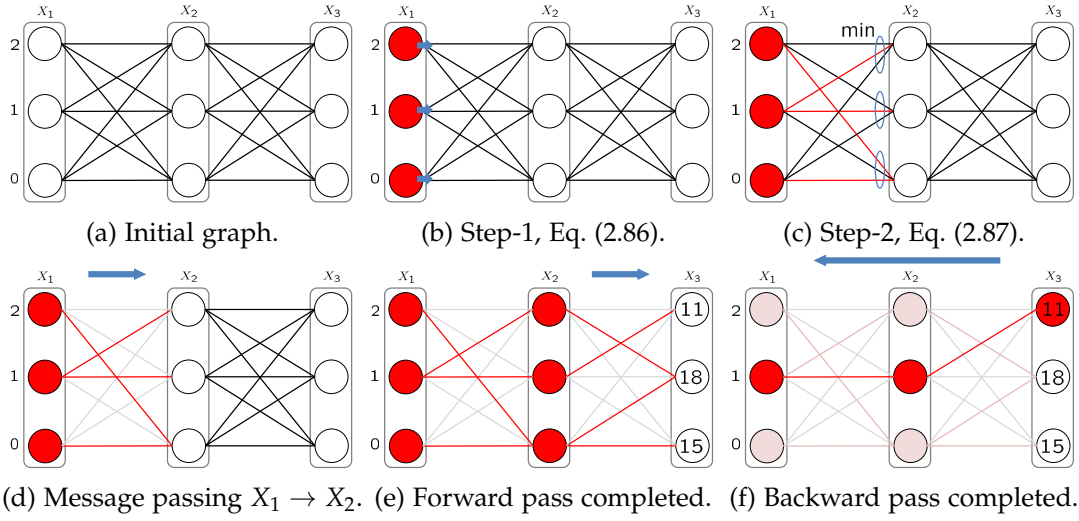 X₁ X₂ X₃ X₁ X₂ X₃ X₁ X₂ X₃
2 2 2 min
1 1 1
0 0 0
(a) Initial graph. (b) Step-1, Eq. (2.86). (c) Step-2, Eq. (2.87).
X₁ X₂ X₃ X₁ X₂ X₃ X₁ X₂ X₃
2 2 11 2 11
1 1 18 1 18
0 0 15 0 15
(d) Message passing X₁ → X₂. (e) Forward pass completed. (f) Backward pass completed.